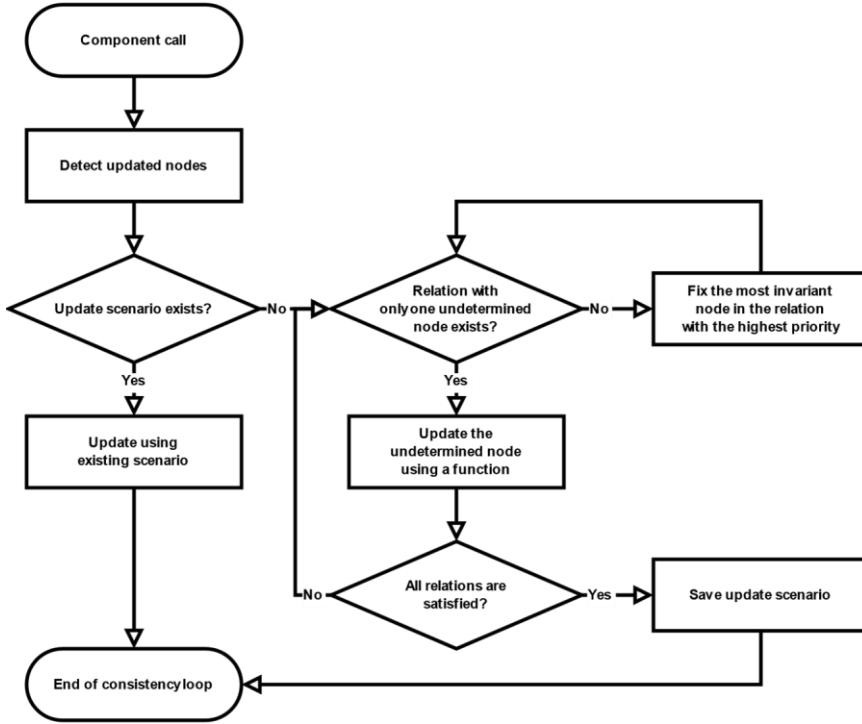 Component call
Detect updated nodes
Update scenario exists?
No
Relation with
only one undetermined
node exists?
No
Fix the most invariant
node in the relation
with the highest priority
Yes
Yes
Update using
existing scenario
Update the
undetermined node
using a function
No
All relations are
satisfied?
Yes
Save update scenario
End of consistency loop